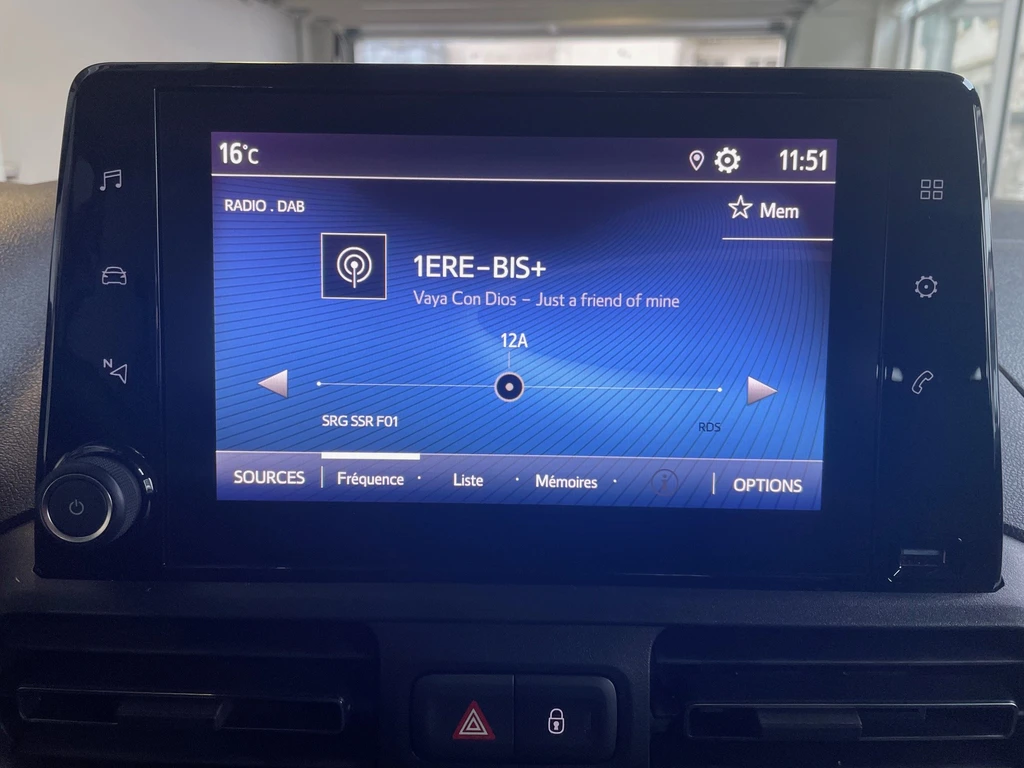 16°C 11:51
RADIO . DAB
Mem
1ERE-BIS+
Vaya Con Dios – Just a friend of mine
12A
SRG SSR F01
RDS
SOURCES Fréquence Liste Mémoires OPTIONS
N